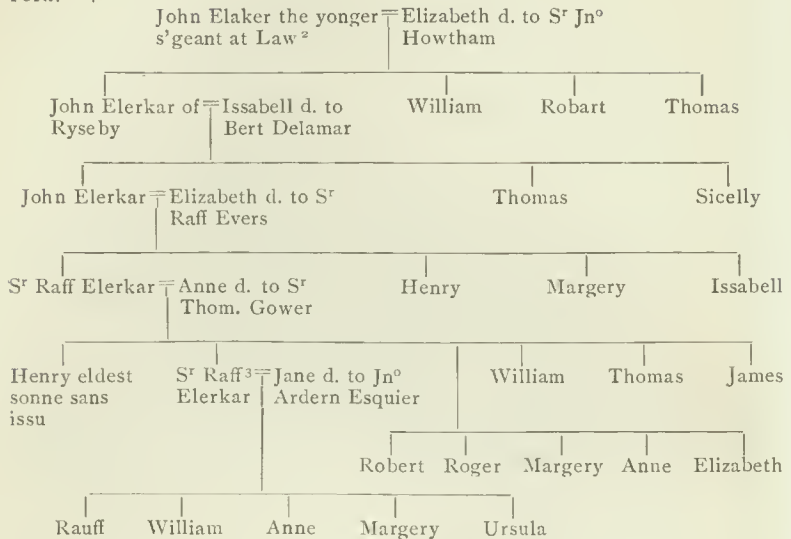 John Elaker the yonger Elizabeth d. to Sʳ Jnᵒ
s'geant at Law ² Howtham
John Elerkar of Issabell d. to William Robart Thomas
Ryseby Bert Delamar
John Elerkar Elizabeth d. to Sʳ Thomas Sicelly
Raff Evers
Sʳ Raff Elerkar Anne d. to Sʳ Henry Margery Issabell
Thom. Gower
Henry eldest Sʳ Raff ³ Jane d. to Jnᵒ William Thomas James
sonne sans Elerkar Ardern Esquier
issu
Robert Roger Margery Anne Elizabeth
Rauff William Anne Margery Ursula